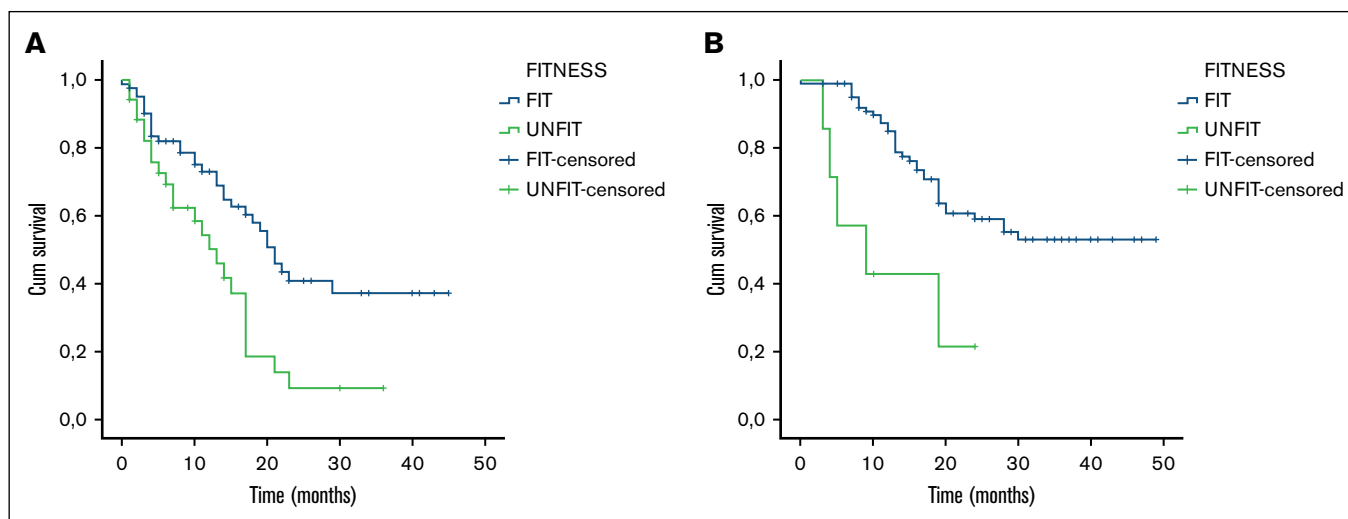 A
FITNESS
FIT
UNFIT
FIT-censored
UNFIT-censored
1,0
0,8
0,6
0,4
0,2
0,0
Cum survival
0 10 20 30 40 50
Time (months)
B
FITNESS
FIT
UNFIT
FIT-censored
UNFIT-censored
1,0
0,8
0,6
0,4
0,2
0,0
Cum survival
0 10 20 30 40 50
Time (months)